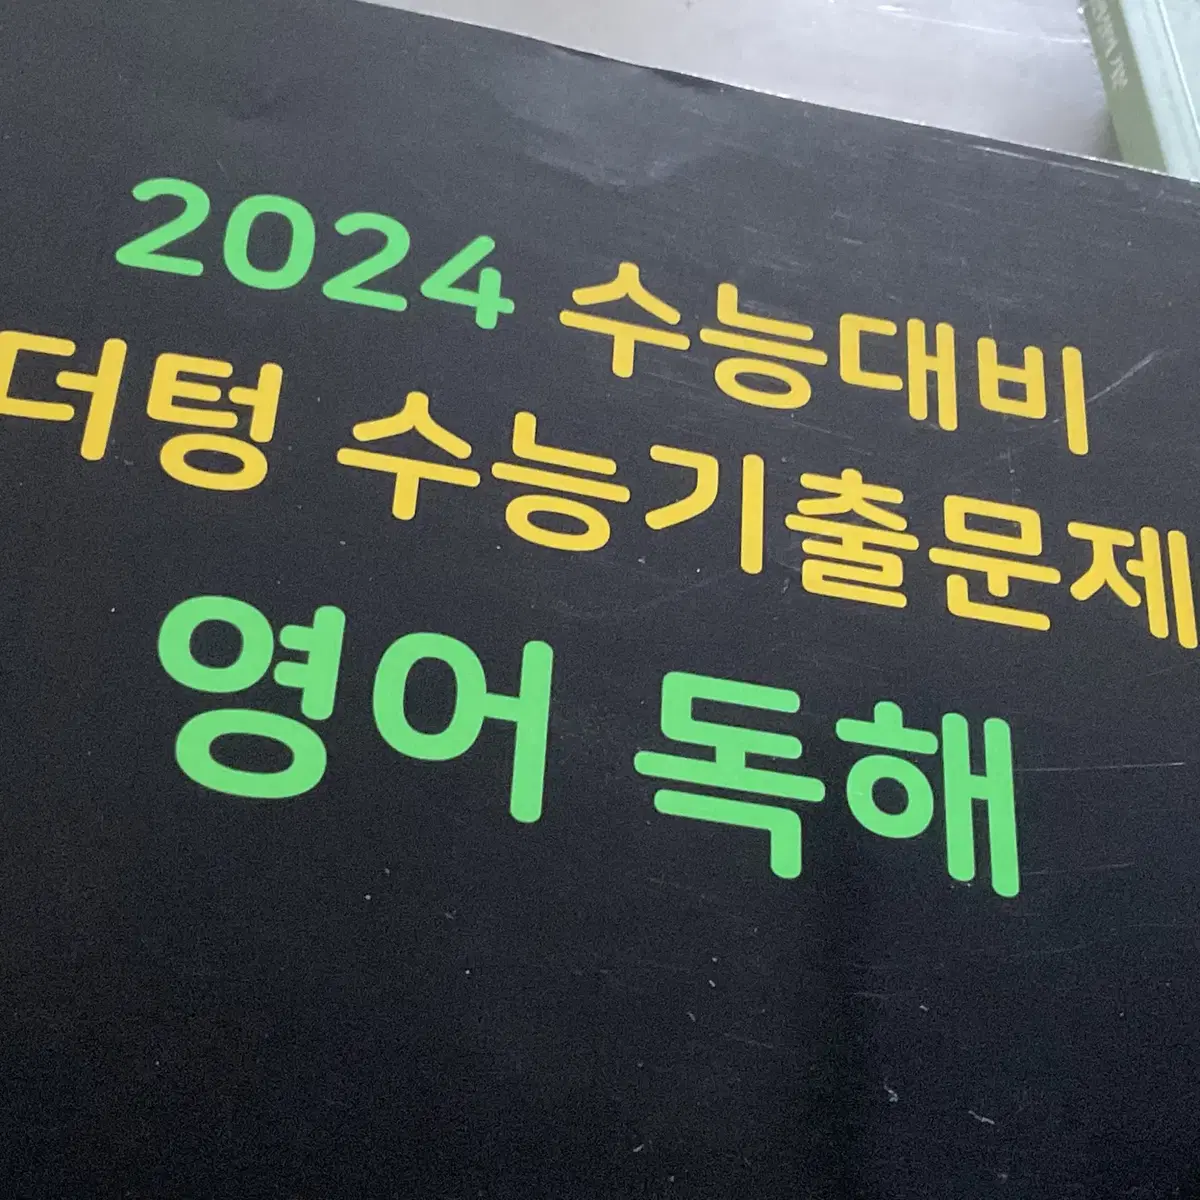 2024 수능대비
더텅 수능기출문제
영어 독해